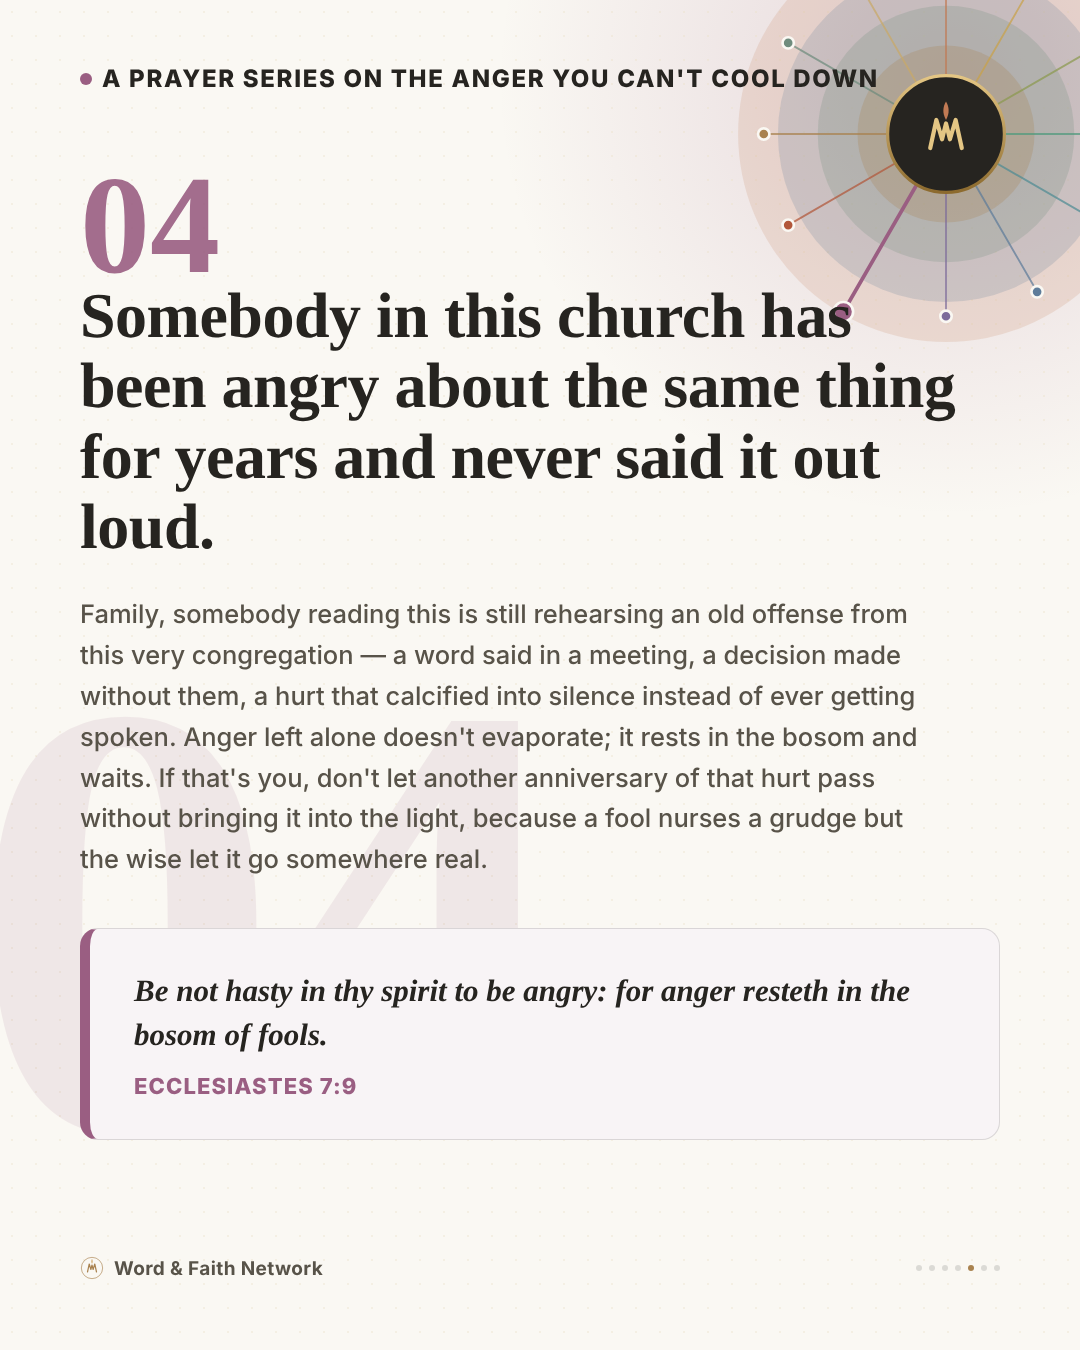 A PRAYER SERIES ON THE ANGER YOU CAN'T COOL DOWN
04
Somebody in this church has
been angry about the same thing
for years and never said it out
loud.
Family, somebody reading this is still rehearsing an old offense from
this very congregation — a word said in a meeting, a decision made
without them, a hurt that calcified into silence instead of ever getting
spoken. Anger left alone doesn't evaporate; it rests in the bosom and
waits. If that's you, don't let another anniversary of that hurt pass
without bringing it into the light, because a fool nurses a grudge but
the wise let it go somewhere real.
04
Be not hasty in thy spirit to be angry: for anger resteth in the
bosom of fools.
ECCLESIASTES 7:9
Word & Faith Network